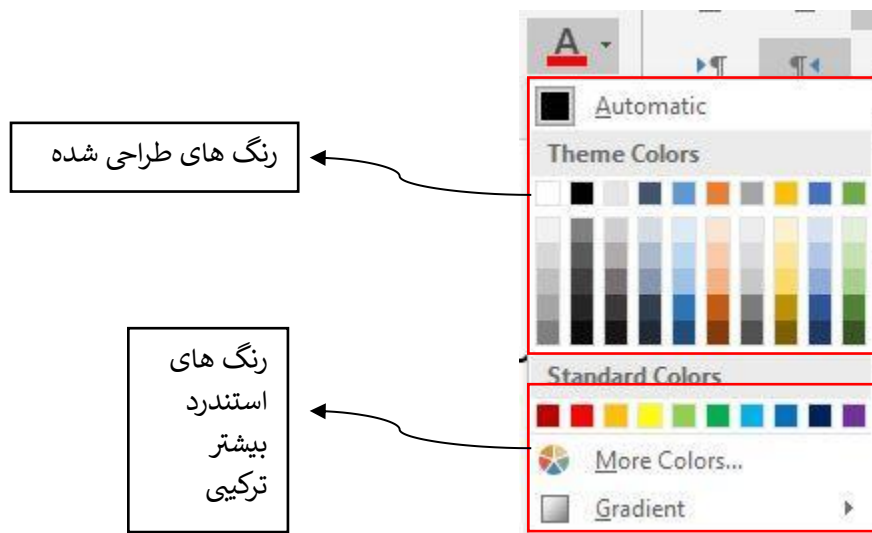 A
Automatic
Theme Colors
رنگ های طراحی شده
Standard Colors
رنگ های
استندرد
بیشتر
ترکیبی
More Colors...
Gradient